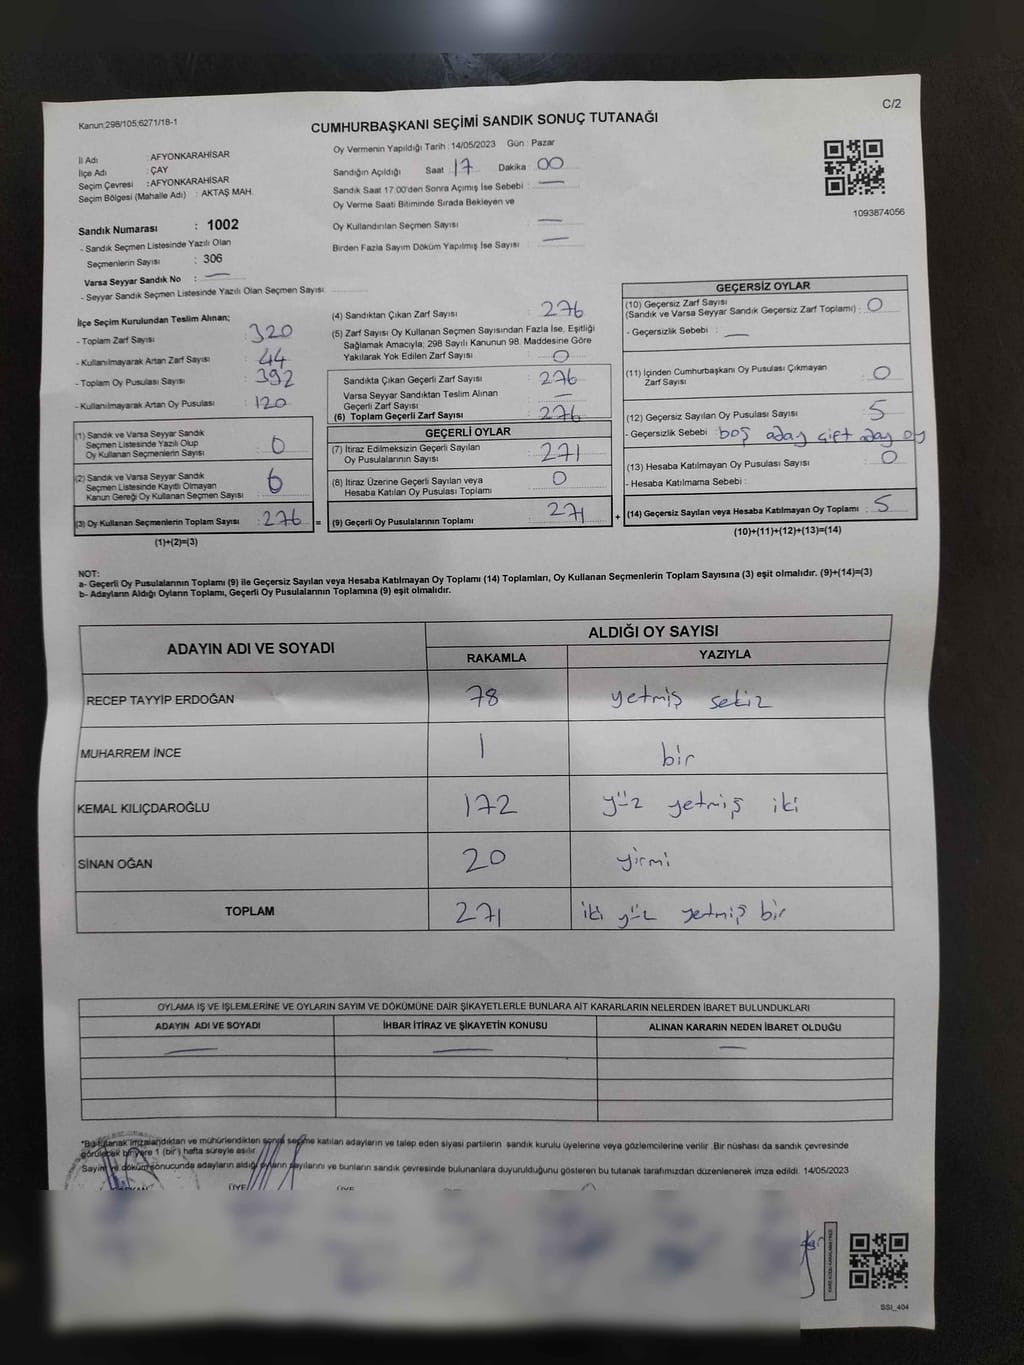 C/2
Kanun:298/105;6271/18-1
CUMHURBAŞKANI SEÇİMİ SANDIK SONUÇ TUTANAĞI
İl Adı : AFYONKARAHİSAR
İlçe Adı : ÇAY
Seçim Çevresi : AFYONKARAHİSAR
Seçim Bölgesi (Mahalle Adı) : AKTAŞ MAH.
Oy Vermenin Yapıldığı Tarih : 14/05/2023 Gün : Pazar
Sandığın Açıldığı Saat : 17 Dakika : 00
Sandık Saat 17:00'den Sonra Açımış İse Sebebi : —
Oy Verme Saati Bitiminde Sırada Bekleyen ve
Oy Kullandırılan Seçmen Sayısı : —
Birden Fazla Sayım Döküm Yapılmış İse Sayısı : —
1093874056
Sandık Numarası : 1002
- Sandık Seçmen Listesinde Yazılı Olan
Seçmenlerin Sayısı : 306
Varsa Seyyar Sandık No : —
- Seyyar Sandık Seçmen Listesinde Yazılı Olan Seçmen Sayısı:
İlçe Seçim Kurulundan Teslim Alınan;
- Toplam Zarf Sayısı : 320
- Kullanılmayarak Artan Zarf Sayısı : 44
- Toplam Oy Pusulası Sayısı : 392
- Kullanılmayarak Artan Oy Pusulası : 120
(1) Sandık ve Varsa Seyyar Sandık
Seçmen Listesinde Yazılı Olup
Oy Kullanan Seçmenlerin Sayısı : 0
(2) Sandık ve Varsa Seyyar Sandık
Seçmen Listesinde Kayıtlı Olmayan
Kanun Gereği Oy Kullanan Seçmen Sayısı : 6
(3) Oy Kullanan Seçmenlerin Toplam Sayısı : 276 =
(1)+(2)=(3)
(4) Sandıktan Çıkan Zarf Sayısı : 276
(5) Zarf Sayısı Oy Kullanan Seçmen Sayısından Fazla İse, Eşitliği
Sağlamak Amacıyla; 298 Sayılı Kanunun 98. Maddesine Göre
Yakılarak Yok Edilen Zarf Sayısı : 0
Sandıkta Çıkan Geçerli Zarf Sayısı : 276
Varsa Seyyar Sandıktan Teslim Alınan
Geçerli Zarf Sayısı : —
(6) Toplam Geçerli Zarf Sayısı : 276
GEÇERLİ OYLAR
(7) İtiraz Edilmeksizin Geçerli Sayılan
Oy Pusulalarının Sayısı : 271
(8) İtiraz Üzerine Geçerli Sayılan veya
Hesaba Katılan Oy Pusulası Toplamı : 0
(9) Geçerli Oy Pusulalarının Toplamı : 271 +
GEÇERSİZ OYLAR
(10) Geçersiz Zarf Sayısı
(Sandık ve Varsa Seyyar Sandık Geçersiz Zarf Toplamı) : 0
- Geçersizlik Sebebi : —
(11) İçinden Cumhurbaşkanı Oy Pusulası Çıkmayan
Zarf Sayısı : 0
(12) Geçersiz Sayılan Oy Pusulası Sayısı : 5
- Geçersizlik Sebebi : boş aday çift aday oy
(13) Hesaba Katılmayan Oy Pusulası Sayısı : 0
- Hesaba Katılmama Sebebi :
(14) Geçersiz Sayılan veya Hesaba Katılmayan Oy Toplamı : 5
(10)+(11)+(12)+(13)=(14)
NOT:
a- Geçerli Oy Pusulalarının Toplamı (9) ile Geçersiz Sayılan veya Hesaba Katılmayan Oy Toplamı (14) Toplamları, Oy Kullanan Seçmenlerin Toplam Sayısına (3) eşit olmalıdır. (9)+(14)=(3)
b- Adayların Aldığı Oyların Toplamı, Geçerli Oy Pusulalarının Toplamına (9) eşit olmalıdır.
ADAYIN ADI VE SOYADI ALDIĞI OY SAYISI
RAKAMLA YAZIYLA
RECEP TAYYİP ERDOĞAN 78 yetmiş sekiz
MUHARREM İNCE 1 bir
KEMAL KILIÇDAROĞLU 172 yüz yetmiş iki
SİNAN OĞAN 20 yirmi
TOPLAM 271 iki yüz yetmiş bir
OYLAMA İŞ VE İŞLEMLERİNE VE OYLARIN SAYIM VE DÖKÜMÜNE DAİR ŞİKAYETLERLE BUNLARA AİT KARARLARIN NELERDEN İBARET BULUNDUKLARI
ADAYIN ADI VE SOYADI İHBAR İTİRAZ VE ŞİKAYETİN KONUSU ALINAN KARARIN NEDEN İBARET OLDUĞU
— — —
*Bu tutanak imzalandıktan ve mühürlendikten sonra seçime katılan adayların ve talep eden siyasi partilerin sandık kurulu üyelerine veya gözlemcilerine verilir. Bir nüshası da sandık çevresinde
görülecek bir yere 1 (bir) hafta süreyle asılır.
Sayım ve döküm sonucunda adayların aldığı oyların sayılarını ve bunların sandık çevresinde bulunanlara duyurulduğunu gösteren bu tutanak tarafımızdan düzenlenerek imza edildi. 14/05/2023
ÜYE ÜYE
SSI_404